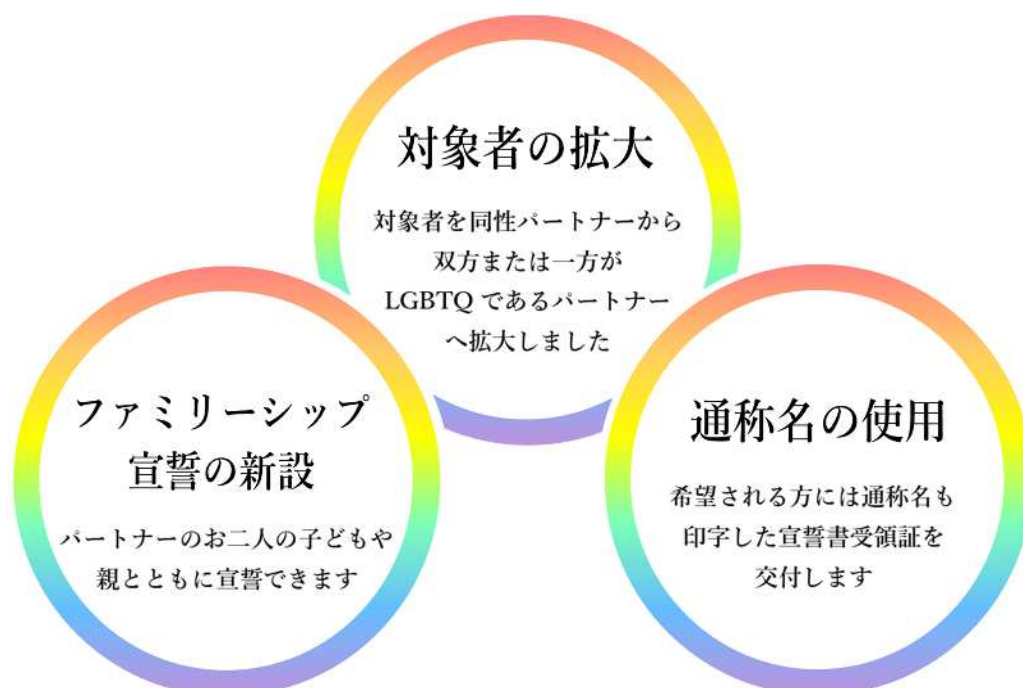 対象者の拡大
対象者を同性パートナーから
双方または一方が
LGBTQ であるパートナー
へ拡大しました
ファミリーシップ
宣誓の新設
パートナーのお二人の子どもや
親とともに宣誓できます
通称名の使用
希望される方には通称名も
印字した宣誓書受領証を
交付します